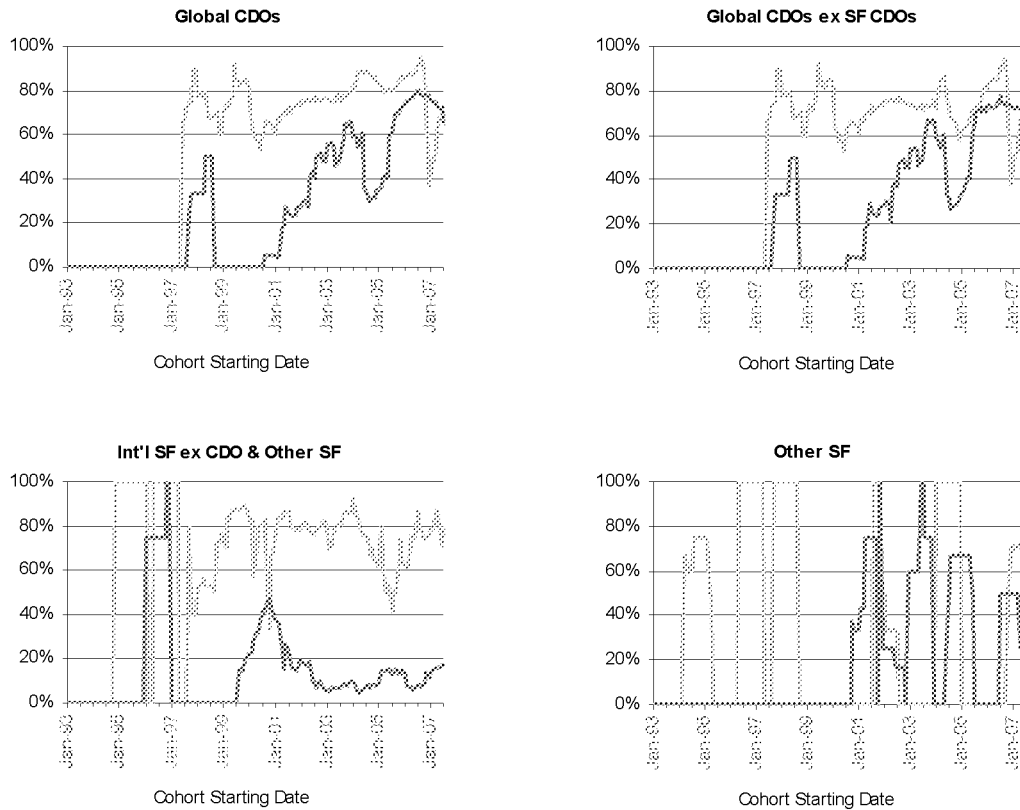 Global CDOs
Global CDOs ex SF CDOs
100%
80%
60%
40%
20%
0%
Jan-93
Jan-95
Jan-97
Jan-99
Jan-01
Jan-03
Jan-05
Jan-07
Cohort Starting Date
100%
80%
60%
40%
20%
0%
Jan-93
Jan-95
Jan-97
Jan-99
Jan-01
Jan-03
Jan-05
Jan-07
Cohort Starting Date
Int'l SF ex CDO & Other SF
Other SF
100%
80%
60%
40%
20%
0%
Jan-93
Jan-95
Jan-97
Jan-99
Jan-01
Jan-03
Jan-05
Jan-07
Cohort Starting Date
100%
80%
60%
40%
20%
0%
Jan-93
Jan-95
Jan-97
Jan-99
Jan-01
Jan-03
Jan-05
Jan-07
Cohort Starting Date